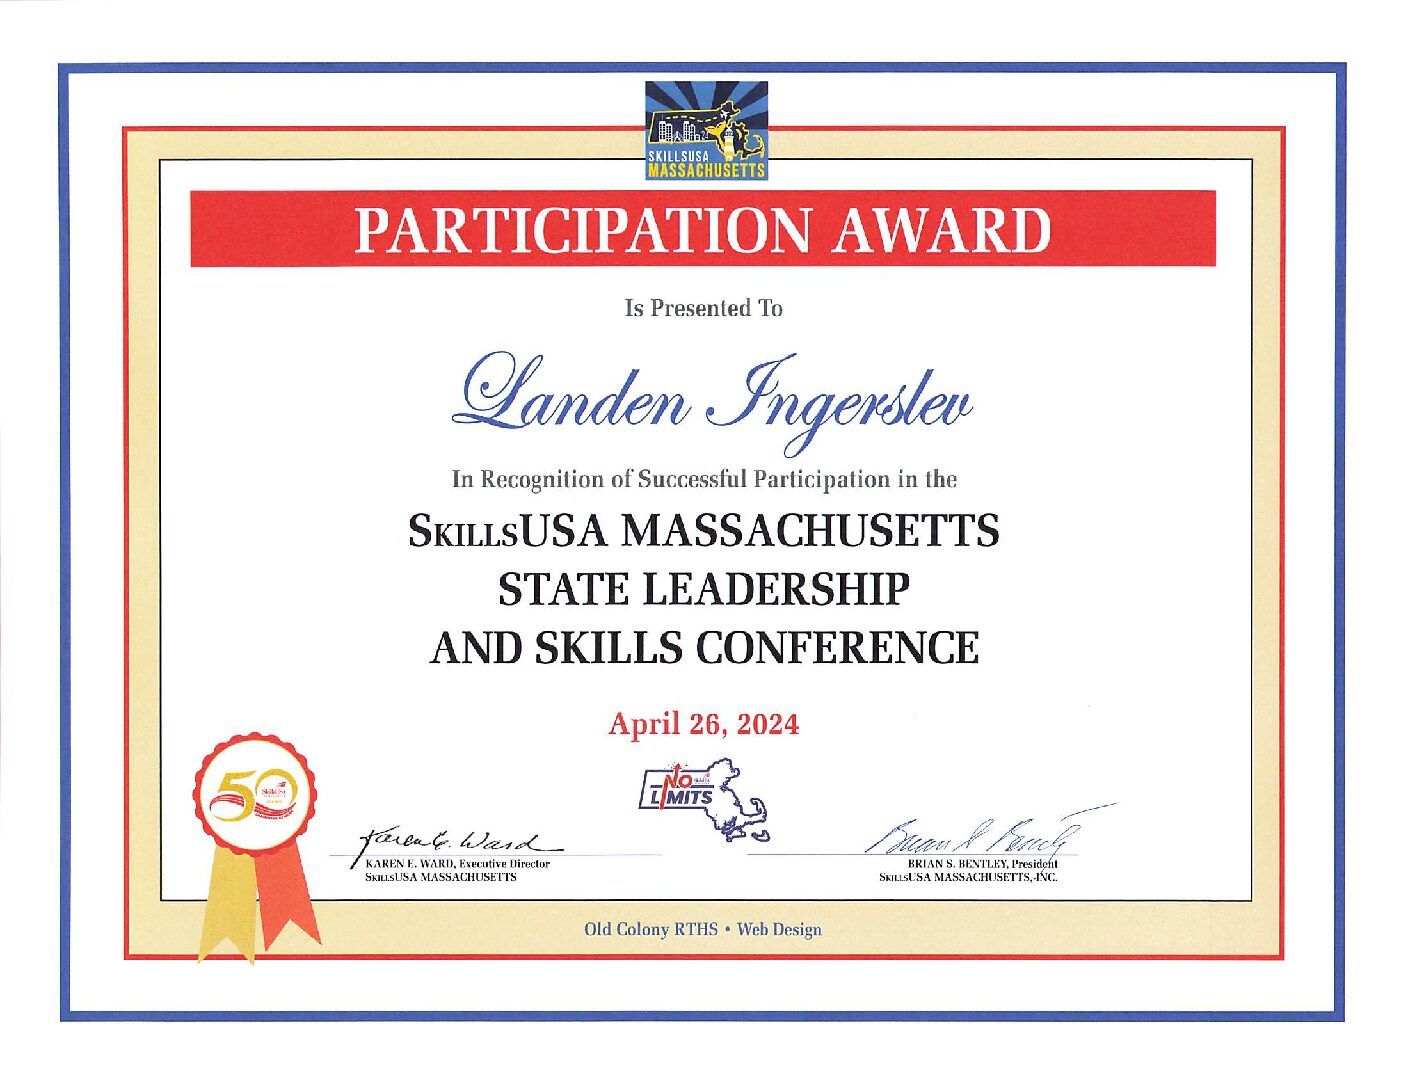 SKILLSUSA
MASSACHUSETTS
PARTICIPATION AWARD
Is Presented To
Landen Ingerslev
In Recognition of Successful Participation in the
SKILLSUSA MASSACHUSETTS
STATE LEADERSHIP
AND SKILLS CONFERENCE
April 26, 2024
50
SkillsUSA
NO
LIMITS
Karen E. Ward
Brian S Bentley
KAREN E. WARD, Executive Director
SKILLSUSA MASSACHUSETTS
BRIAN S. BENTLEY, President
SKILLSUSA MASSACHUSETTS, INC.
Old Colony RTHS • Web Design